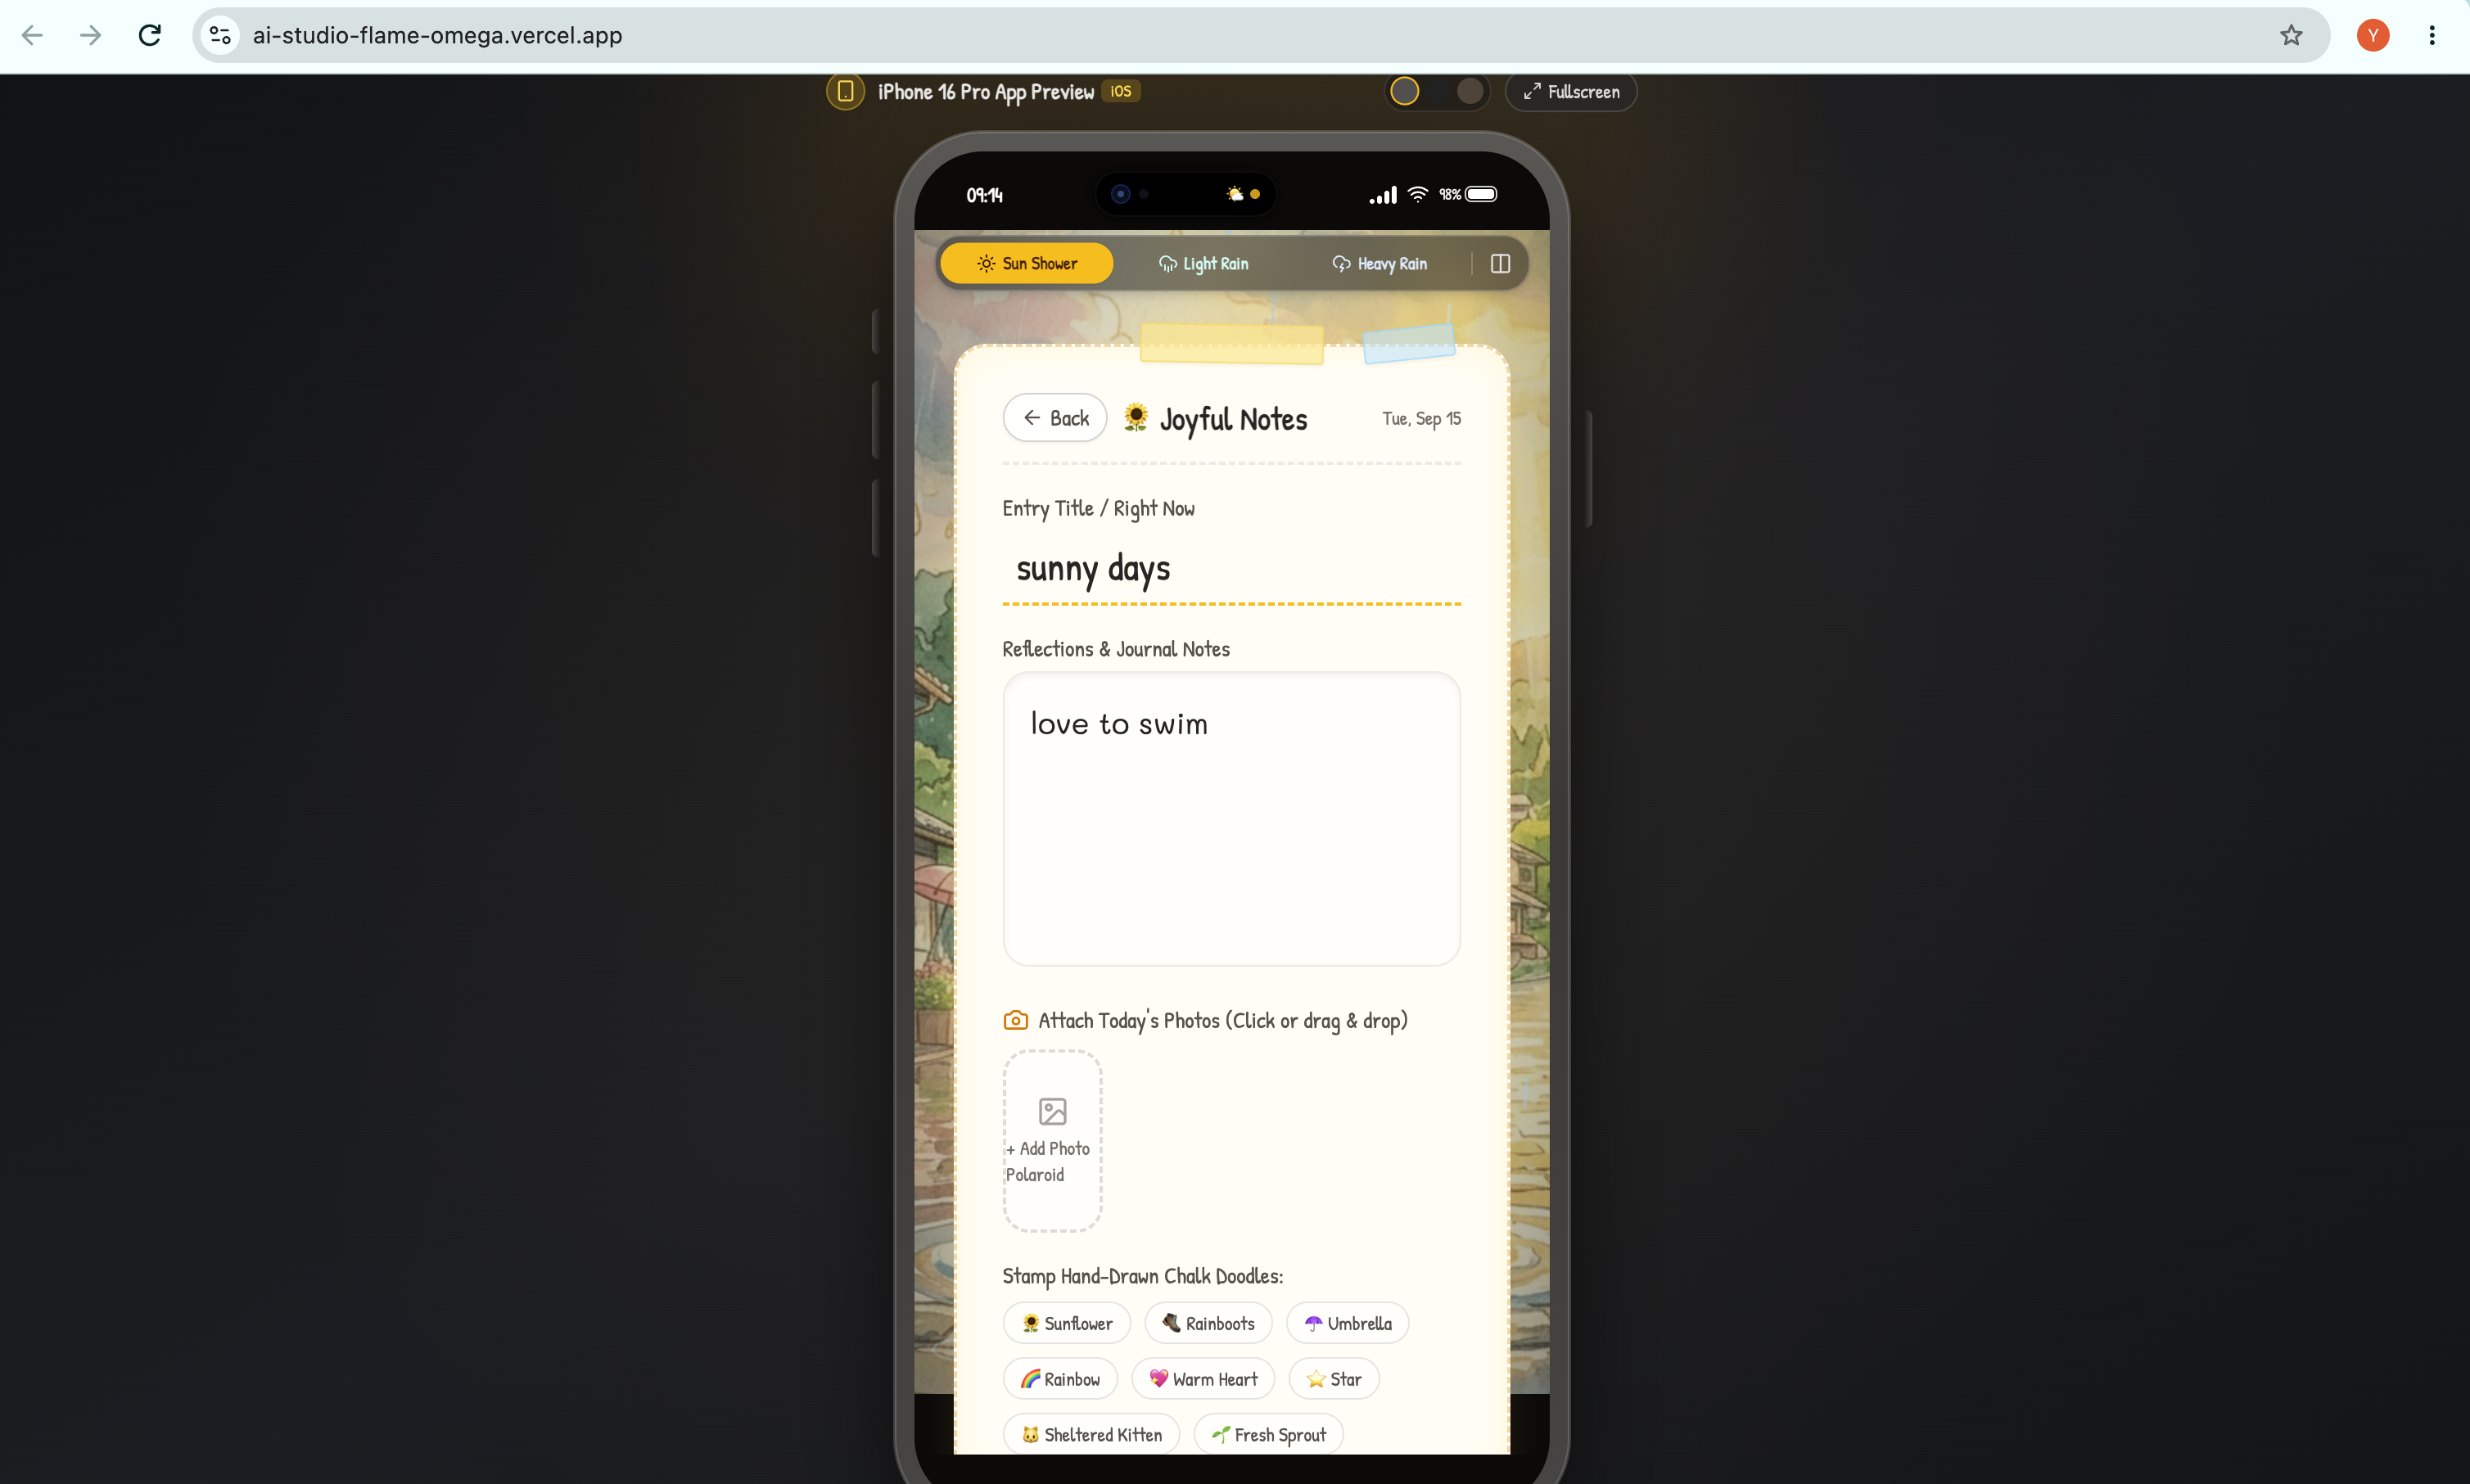 ai-studio-flame-omega.vercel.app
Y
iPhone 16 Pro App Preview iOS
Fullscreen
09:14
98%
Sun Shower
Light Rain
Heavy Rain
Back
Joyful Notes
Tue, Sep 15
Entry Title / Right Now
sunny days
Reflections & Journal Notes
love to swim
Attach Today's Photos (Click or drag & drop)
+ Add Photo
Polaroid
Stamp Hand-Drawn Chalk Doodles:
Sunflower
Rainboots
Umbrella
Rainbow
Warm Heart
Star
Sheltered Kitten
Fresh Sprout